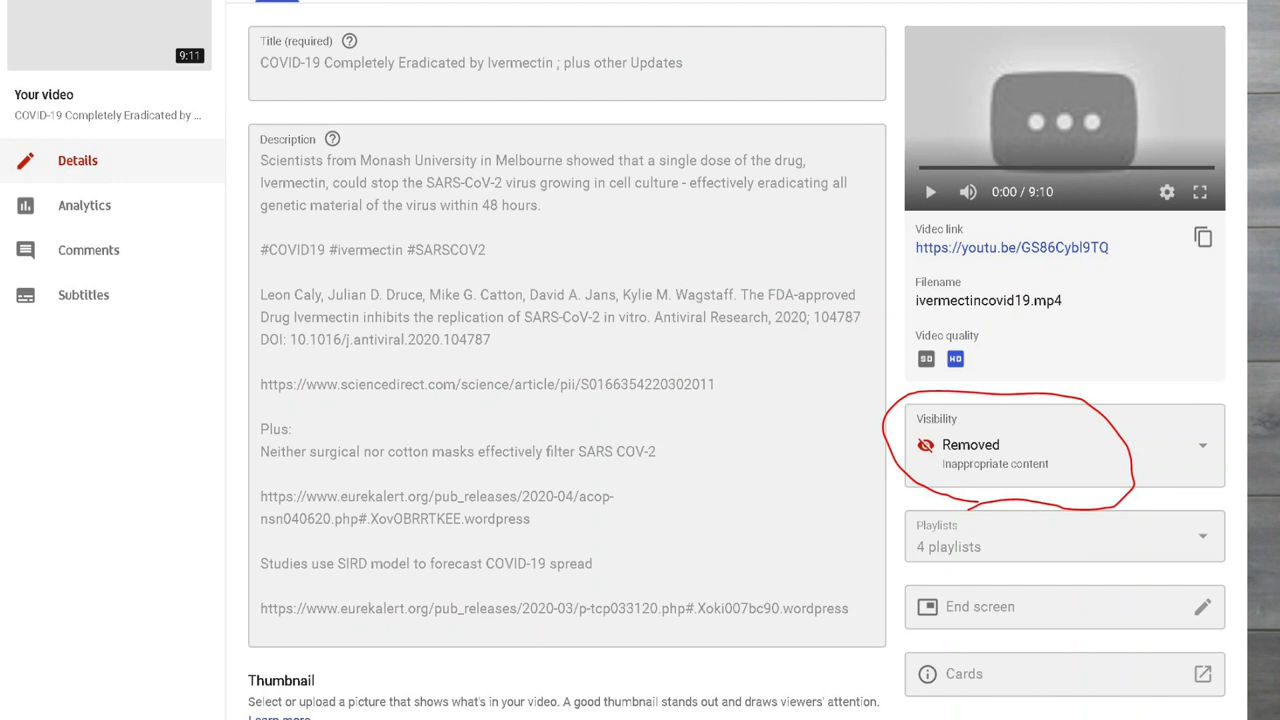 9:11
Your video
COVID-19 Completely Eradicated by ...
Details
Analytics
Comments
Subtitles
Title (required)
COVID-19 Completely Eradicated by Ivermectin ; plus other Updates
Description
Scientists from Monash University in Melbourne showed that a single dose of the drug,
Ivermectin, could stop the SARS-CoV-2 virus growing in cell culture - effectively eradicating all
genetic material of the virus within 48 hours.
#COVID19 #ivermectin #SARSCOV2
Leon Caly, Julian D. Druce, Mike G. Catton, David A. Jans, Kylie M. Wagstaff. The FDA-approved
Drug Ivermectin inhibits the replication of SARS-CoV-2 in vitro. Antiviral Research, 2020; 104787
DOI: 10.1016/j.antiviral.2020.104787
https://www.sciencedirect.com/science/article/pii/S0166354220302011
Plus:
Neither surgical nor cotton masks effectively filter SARS COV-2
https://www.eurekalert.org/pub_releases/2020-04/acop-
nsn040620.php#.XovOBRRTKEE.wordpress
Studies use SIRD model to forecast COVID-19 spread
https://www.eurekalert.org/pub_releases/2020-03/p-tcp033120.php#.Xoki007bc90.wordpress
Thumbnail
Select or upload a picture that shows what's in your video. A good thumbnail stands out and draws viewers' attention.
Learn more
0:00 / 9:10
Video link
https://youtu.be/GS86Cybl9TQ
Filename
ivermectincovid19.mp4
Video quality
SD HD
Visibility
Removed
Inappropriate content
Playlists
4 playlists
End screen
Cards